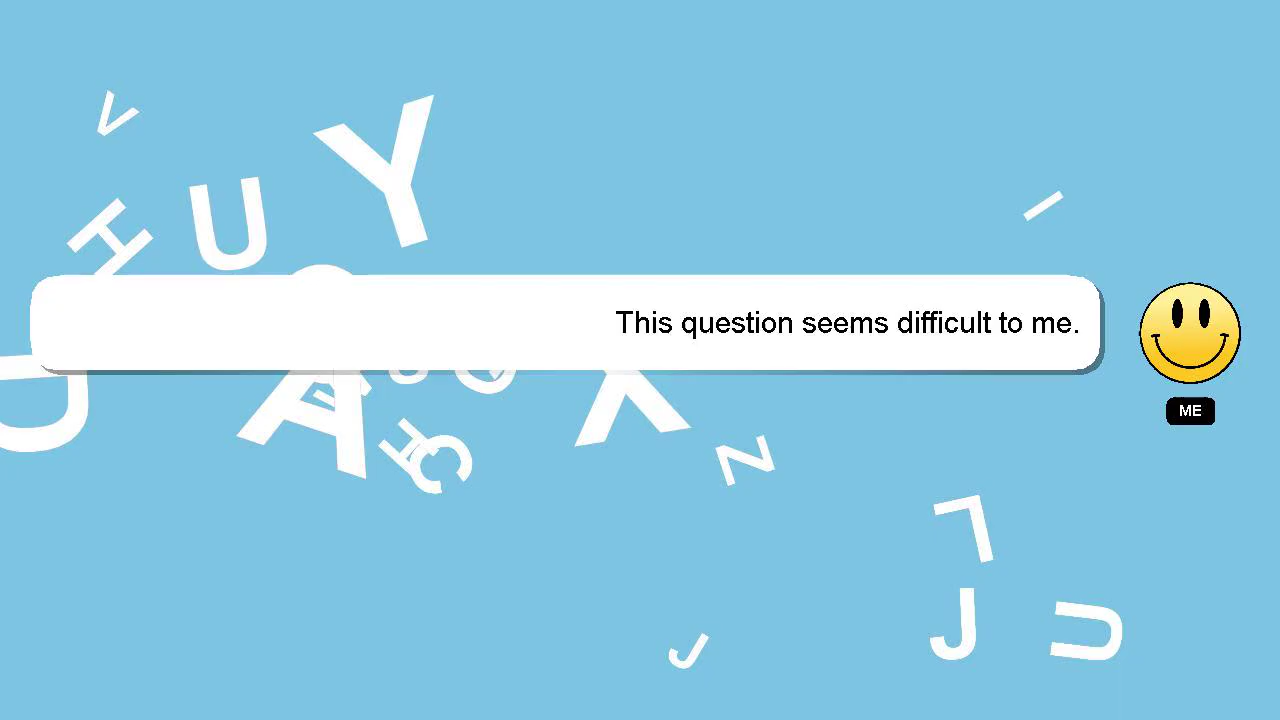 V
Y
U
H
I
This question seems difficult to me.
ME
U
A
X
H
C
N
L
J
U
J